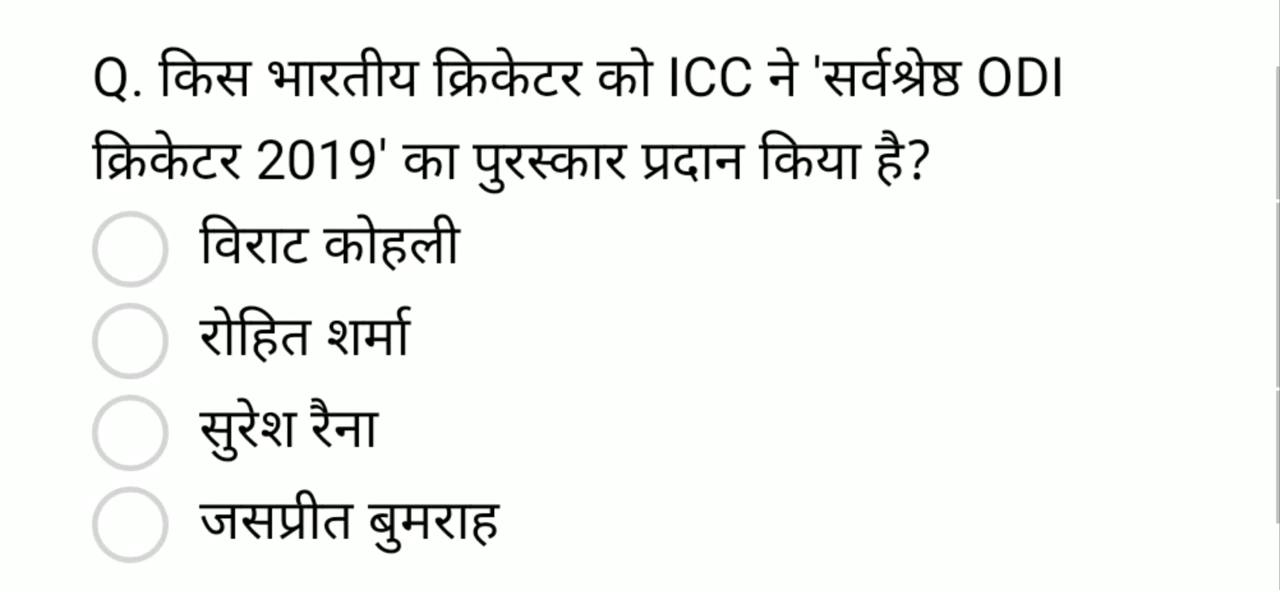 Q. किस भारतीय क्रिकेटर को ICC ने 'सर्वश्रेष्ठ ODI
क्रिकेटर 2019' का पुरस्कार प्रदान किया है?
विराट कोहली
रोहित शर्मा
सुरेश रैना
जसप्रीत बुमराह